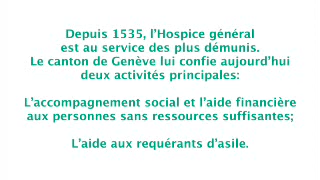 Depuis 1535, l'Hospice général
est au service des plus démunis.
Le canton de Genève lui confie aujourd'hui
deux activités principales:
L'accompagnement social et l'aide financière
aux personnes sans ressources suffisantes;
L'aide aux requérants d'asile.